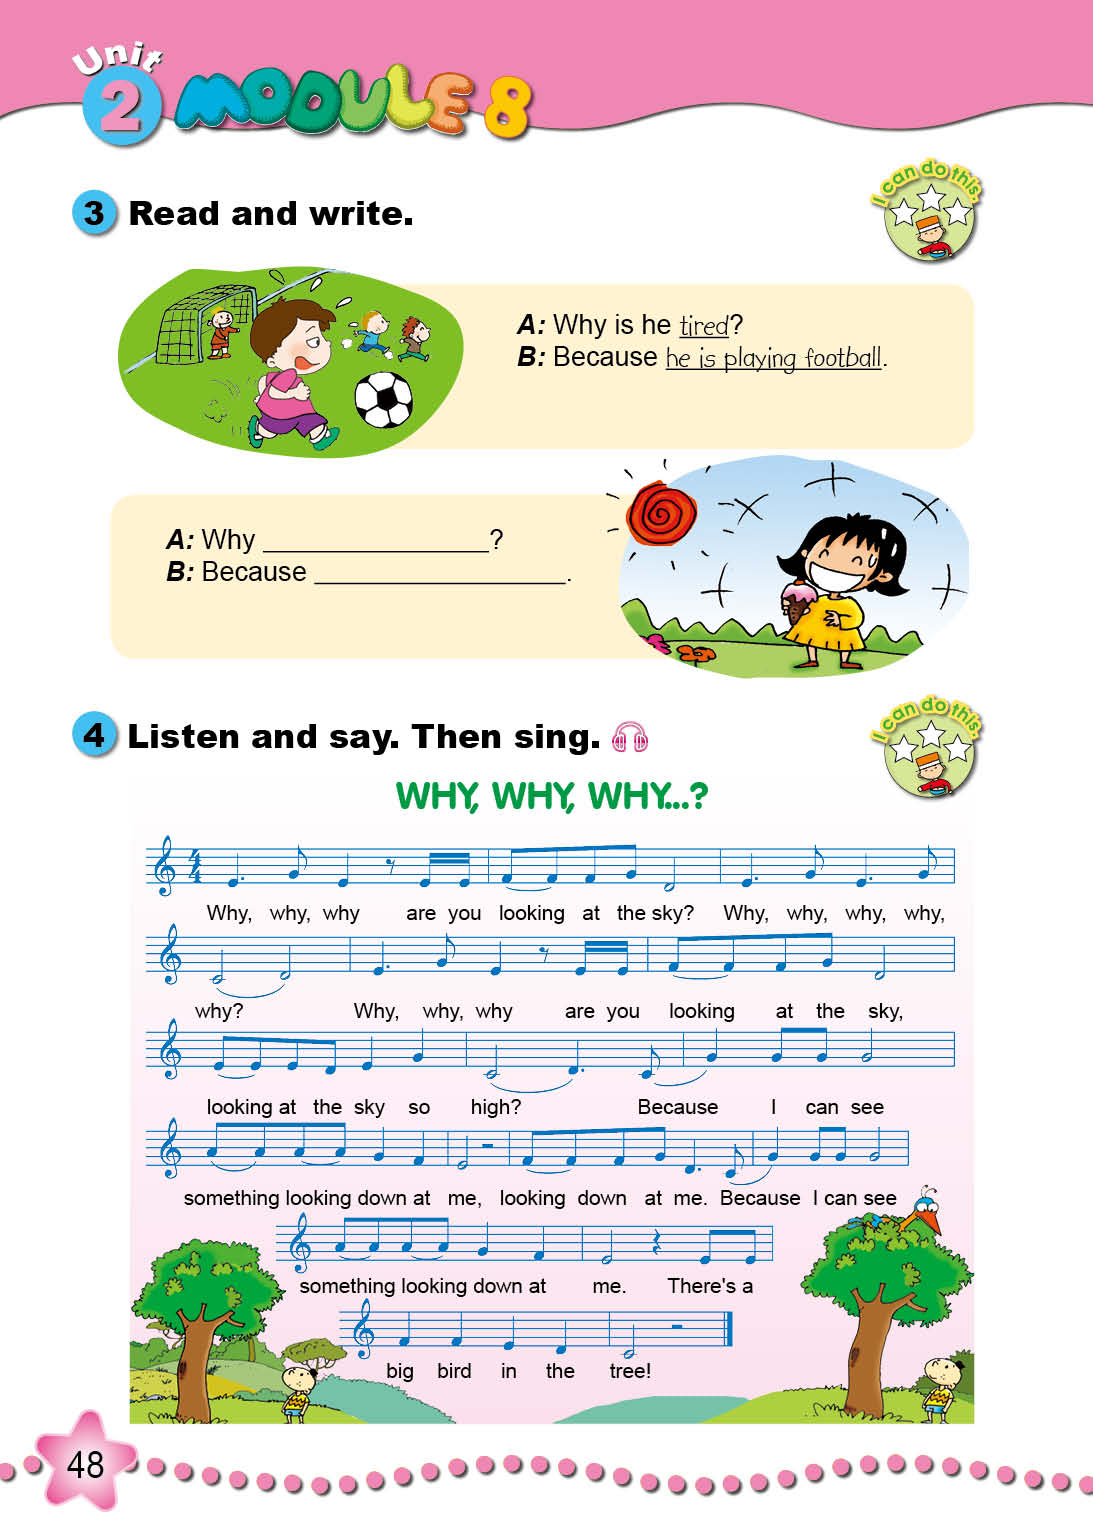 Unit
2 MODULE 8
3 Read and write.
I can do this.
A: Why is he tired?
B: Because he is playing football.
A: Why ________________?
B: Because __________________.
4 Listen and say. Then sing.
I can do this.
WHY, WHY, WHY...?
Why, why, why are you looking at the sky? Why, why, why, why,
why? Why, why, why are you looking at the sky,
looking at the sky so high? Because I can see
something looking down at me, looking down at me. Because I can see
something looking down at me. There's a
big bird in the tree!
48